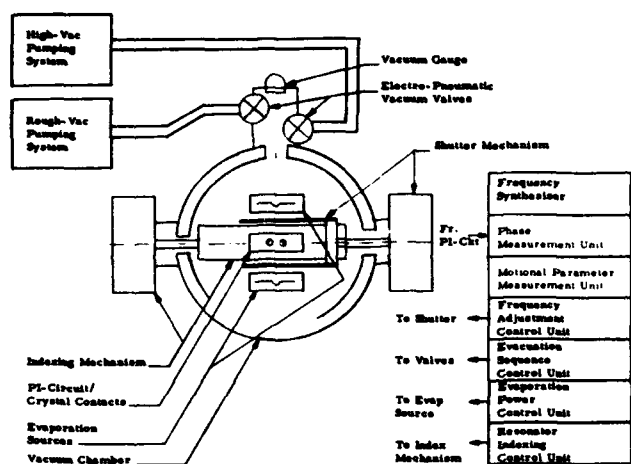 High-Vac
Pumping
System
Rough-Vac
Pumping
System
Vacuum Gauge
Electro-Pneumatic
Vacuum Valves
Shutter Mechanism
Fr.
PI-Ckt
Frequency
Synthesizer
Phase
Measurement Unit
Motional Parameter
Measurement Unit
To Shutter
Frequency
Adjustment
Control Unit
To Valves
Evacuation
Sequence
Control Unit
To Evap
Source
Evaporation
Power
Control Unit
To Index
Mechanism
Resonator
Indexing
Control Unit
Indexing Mechanism
PI-Circuit/
Crystal Contacts
Evaporation
Sources
Vacuum Chamber